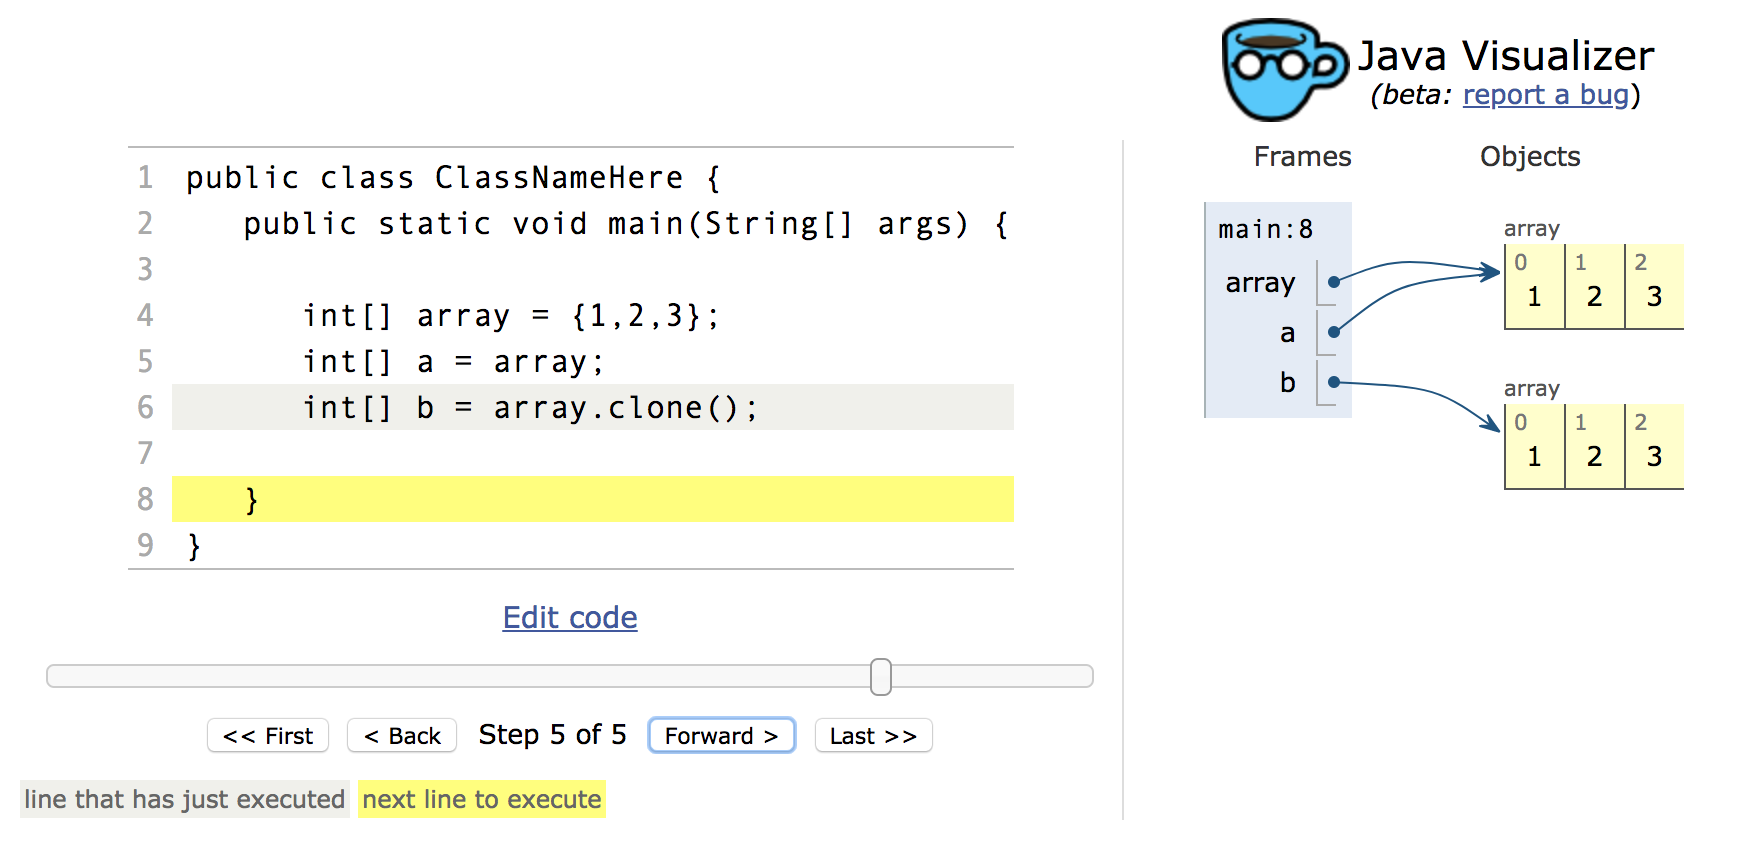 Java Visualizer
(beta: report a bug)
1 public class ClassNameHere {
2 public static void main(String[] args) {
3
4 int[] array = {1,2,3};
5 int[] a = array;
6 int[] b = array.clone();
7
8 }
9 }
Edit code
<< First < Back Step 5 of 5 Forward > Last >>
line that has just executed next line to execute
Frames Objects
main:8
array
a
b
array
0 1 2
1 2 3
array
0 1 2
1 2 3